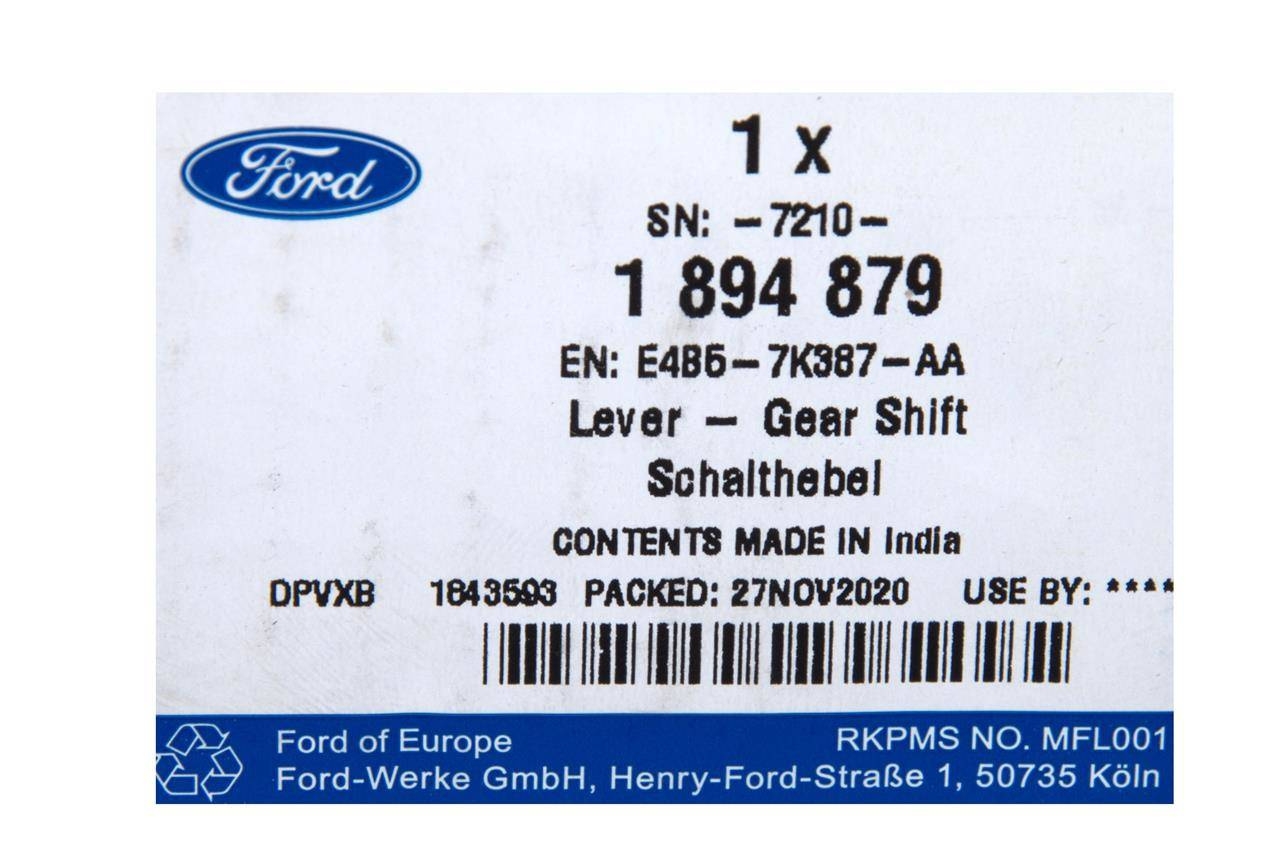 Ford
1 x
SN: -7210-
1 894 879
EN: E4B5-7K387-AA
Lever - Gear Shift
Schalthebel
CONTENTS MADE IN India
DPVXB 1843593 PACKED: 27NOV2020 USE BY: ****
Ford of Europe RKPMS NO. MFL001
Ford-Werke GmbH, Henry-Ford-Straße 1, 50735 Köln